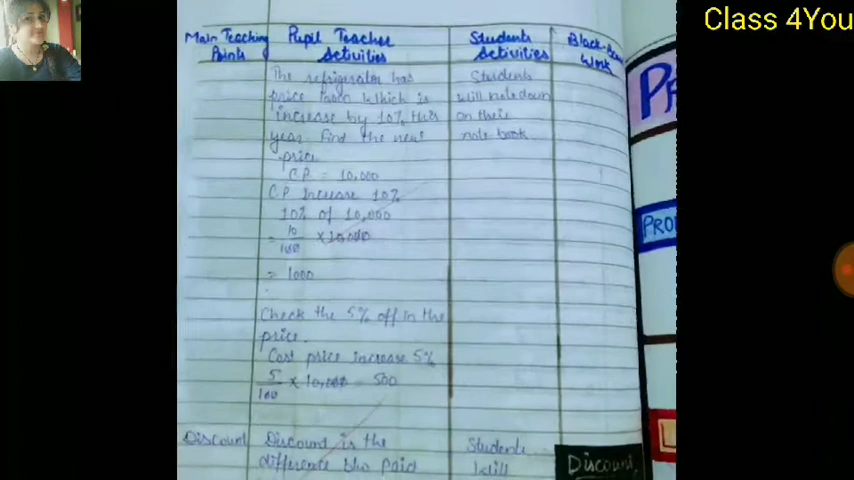 Class 4You
Main Teaching Points
Pupil Teacher Activities
Students Activities
Black-Board Work
The refrigerator has
price from which is
increase by 10% this
year. Find the new
price
C.P = 10,000
C.P Increase 10%
10% of 10,000
= 10/100 × 10,000
= 1000
Check the 5% off in the
price.
Cost price increase 5%
5/100 × 10,000 = 500
Students
will note down
on their
note book
Discount
Discount is the
difference b/w paid
Students
will
Discount,